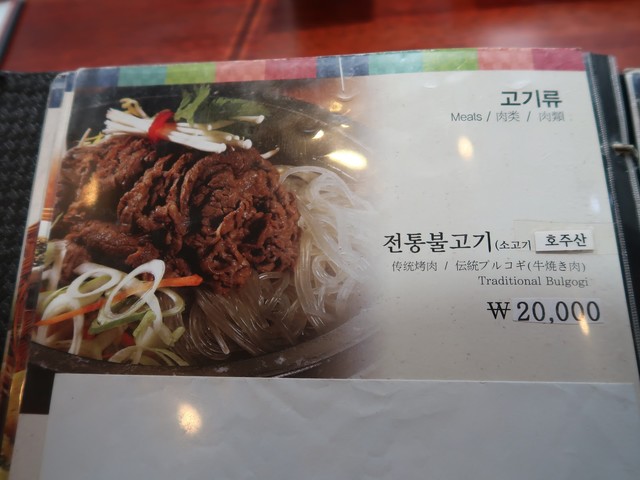 고기류
Meals / 肉类 / 肉類
전통불고기(소고기 호주산
传统烤肉 / 伝統プルコギ(牛焼き肉)
Traditional Bulgogi
₩ 20,000